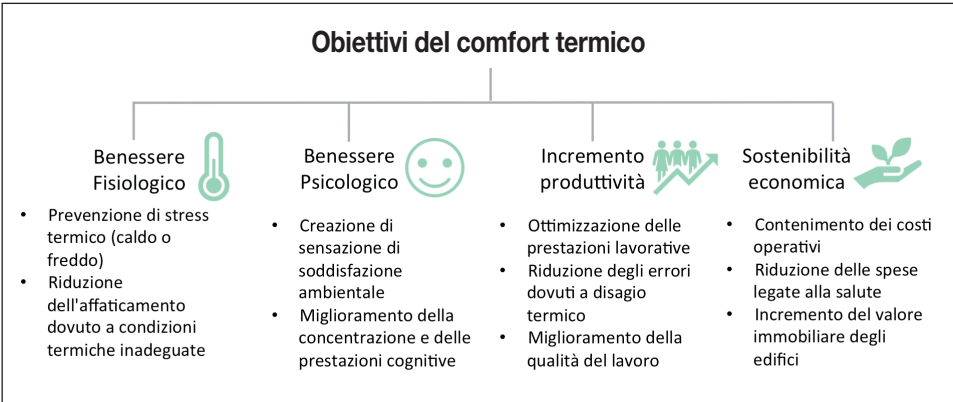 Obiettivi del comfort termico
Benessere
Fisiologico
• Prevenzione di stress
termico (caldo o
freddo)
• Riduzione
dell'affaticamento
dovuto a condizioni
termiche inadeguate
Benessere
Psicologico
• Creazione di
sensazione di
soddisfazione
ambientale
• Miglioramento della
concentrazione e delle
prestazioni cognitive
Incremento
produttività
• Ottimizzazione delle
prestazioni lavorative
• Riduzione degli errori
dovuti a disagio
termico
• Miglioramento della
qualità del lavoro
Sostenibilità
economica
• Contenimento dei costi
operativi
• Riduzione delle spese
legate alla salute
• Incremento del valore
immobiliare degli
edifici